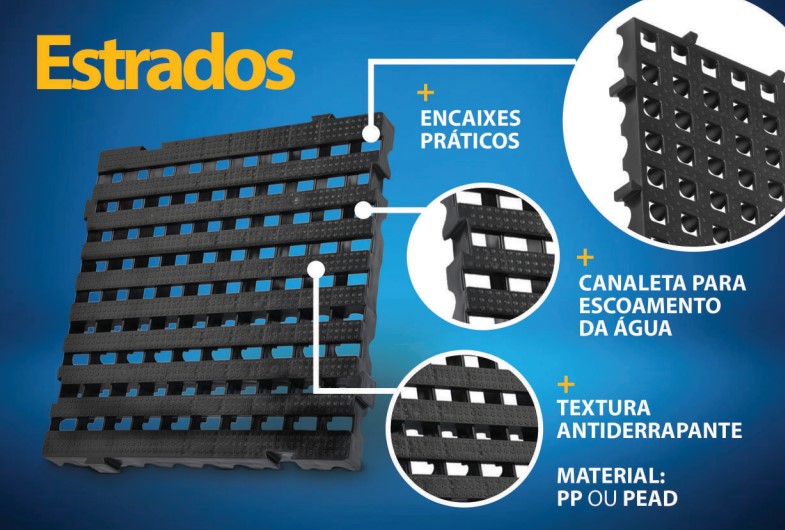 Estrados
+
ENCAIXES
PRÁTICOS
+
CANALETA PARA
ESCOAMENTO
DA ÁGUA
+
TEXTURA
ANTIDERRAPANTE
MATERIAL:
PP OU PEAD